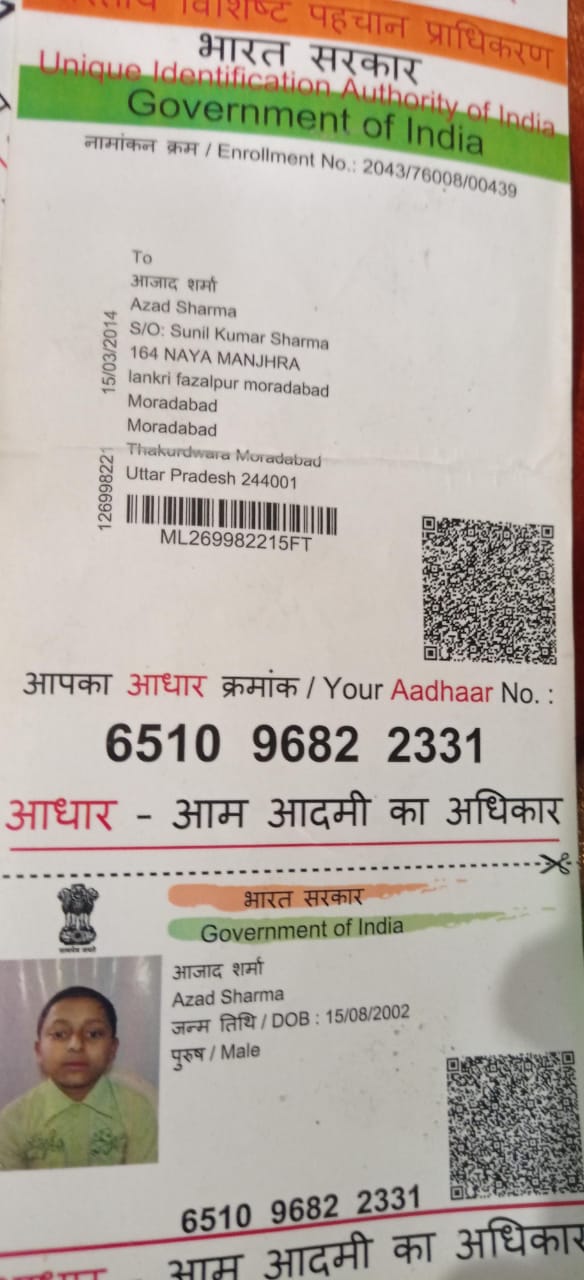 भारतीय विशिष्ट पहचान प्राधिकरण
भारत सरकार
Unique Identification Authority of India
Government of India
नामांकन क्रम / Enrollment No.: 2043/76008/00439
To
आजाद शर्मा
Azad Sharma
S/O: Sunil Kumar Sharma
164 NAYA MANJHRA
lankri fazalpur moradabad
Moradabad
Moradabad
Thakurdwara Moradabad
Uttar Pradesh 244001
15/03/2014
126998221
ML269982215FT
आपका आधार क्रमांक / Your Aadhaar No. :
6510 9682 2331
आधार - आम आदमी का अधिकार
भारत सरकार
Government of India
आजाद शर्मा
Azad Sharma
जन्म तिथि / DOB : 15/08/2002
पुरुष / Male
6510 9682 2331
आधार - आम आदमी का अधिकार